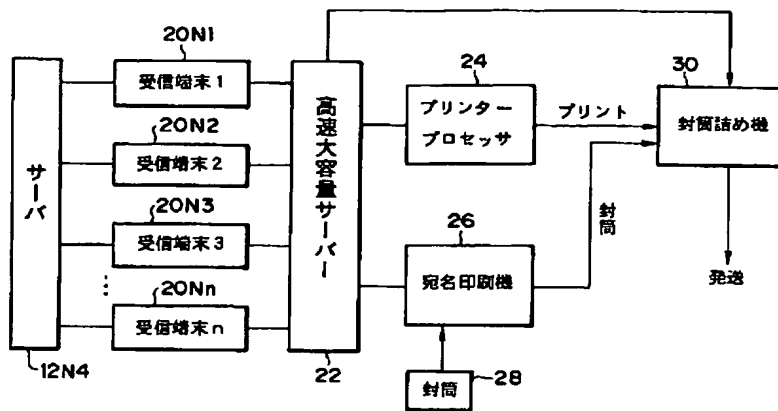 20N1
受信端末1
20N2
受信端末2
20N3
受信端末3
⋮
20Nn
受信端末n
サーバ
12N4
高速大容量サーバー
22
24
プリンター
プロセッサ
プリント
30
封筒詰め機
封筒
26
宛名印刷機
発送
封筒
28